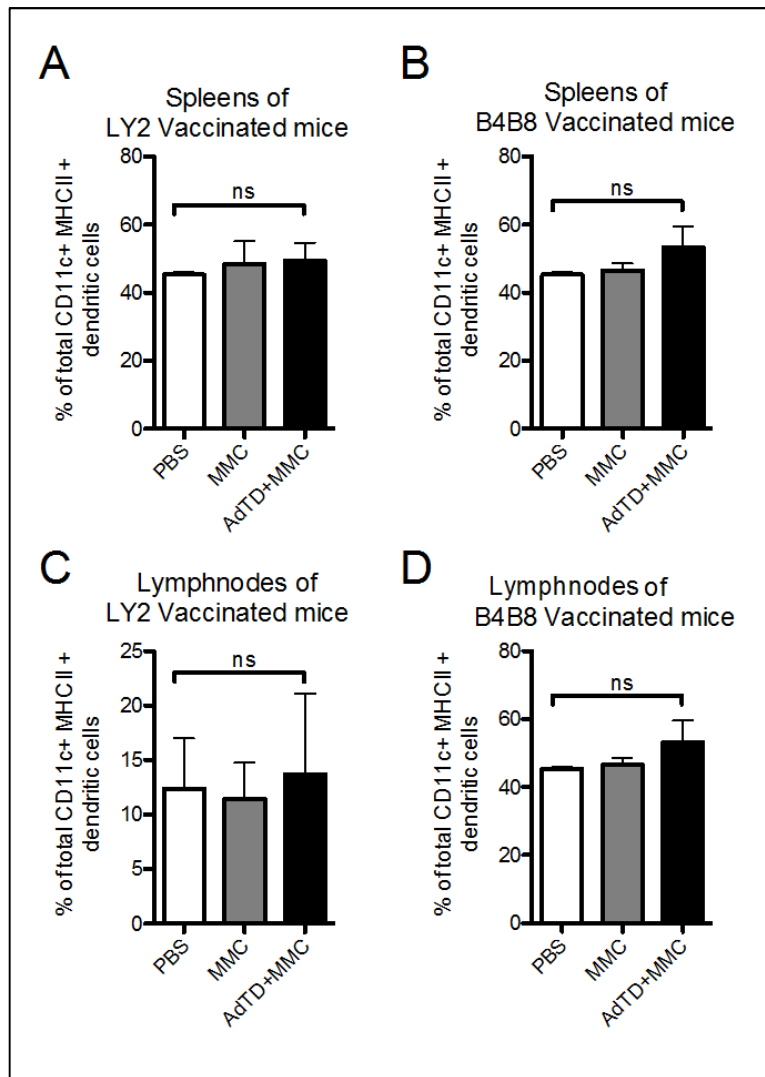 A
Spleens of
LY2 Vaccinated mice
% of total CD11c+ MHCII +
dendritic cells
80
60
40
20
0
ns
PBS
MMC
AdTD+MMC
B
Spleens of
B4B8 Vaccinated mice
% of total CD11c+ MHCII +
dendritic cells
80
60
40
20
0
ns
PBS
MMC
AdTD+MMC
C
Lymphnodes of
LY2 Vaccinated mice
% of total CD11c+ MHCII +
dendritic cells
25
20
15
10
5
0
ns
PBS
MMC
AdTD+MMC
D
Lymphnodes of
B4B8 Vaccinated mice
% of total CD11c+ MHCII +
dendritic cells
80
60
40
20
0
ns
PBS
MMC
AdTD+MMC